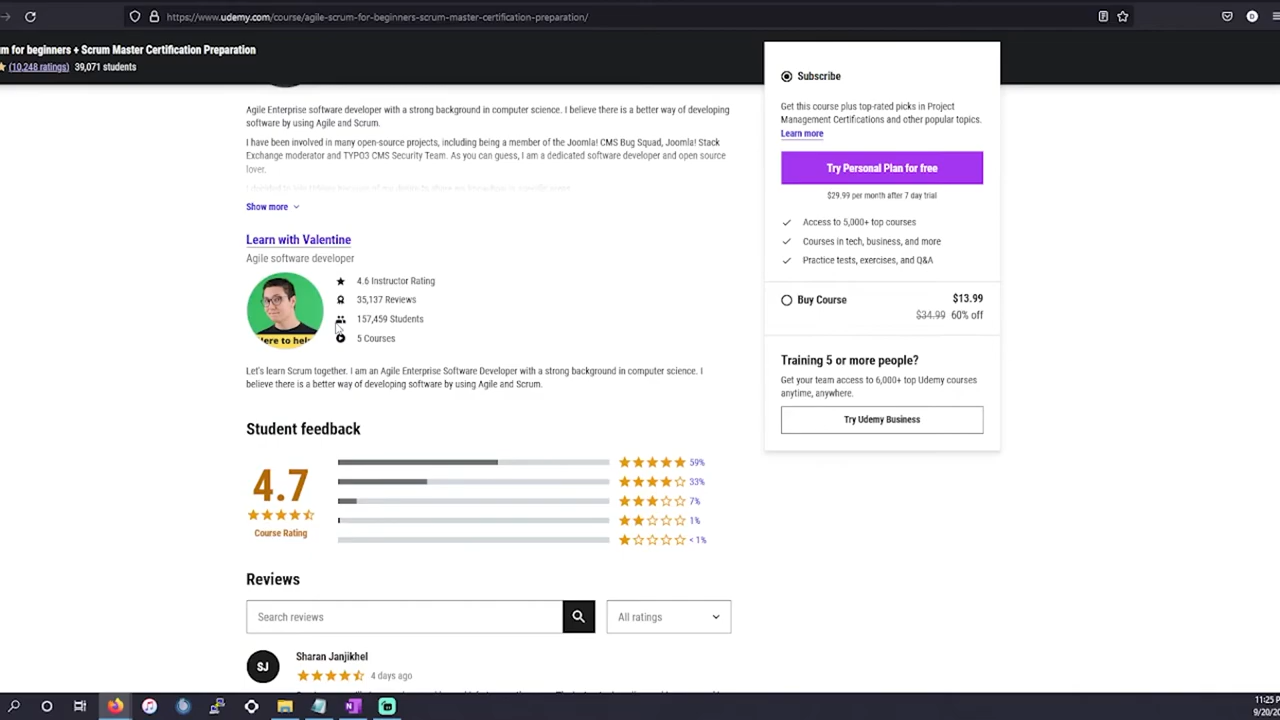 https://www.udemy.com/course/agile-scrum-for-beginners-scrum-master-certification-preparation/
um for beginners + Scrum Master Certification Preparation
(10,248 ratings) 39,071 students
Agile Enterprise software developer with a strong background in computer science. I believe there is a better way of developing
software by using Agile and Scrum.
I have been involved in many open-source projects, including being a member of the Joomla! CMS Bug Squad, Joomla! Stack
Exchange moderator and TYPO3 CMS Security Team. As you can guess, I am a dedicated software developer and open source
lover.
Show more
Learn with Valentine
Agile software developer
4.6 Instructor Rating
35,137 Reviews
157,459 Students
5 Courses
Let's learn Scrum together. I am an Agile Enterprise Software Developer with a strong background in computer science. I
believe there is a better way of developing software by using Agile and Scrum.
Student feedback
4.7
Course Rating
59%
33%
7%
1%
< 1%
Reviews
Search reviews
All ratings
SJ
Sharan Janjikhel
4 days ago
Subscribe
Get this course plus top-rated picks in Project
Management Certifications and other popular topics.
Learn more
Try Personal Plan for free
$29.99 per month after 7 day trial
Access to 5,000+ top courses
Courses in tech, business, and more
Practice tests, exercises, and Q&A
Buy Course $13.99
$34.99 60% off
Training 5 or more people?
Get your team access to 6,000+ top Udemy courses
anytime, anywhere.
Try Udemy Business
11:25 P
9/20/20